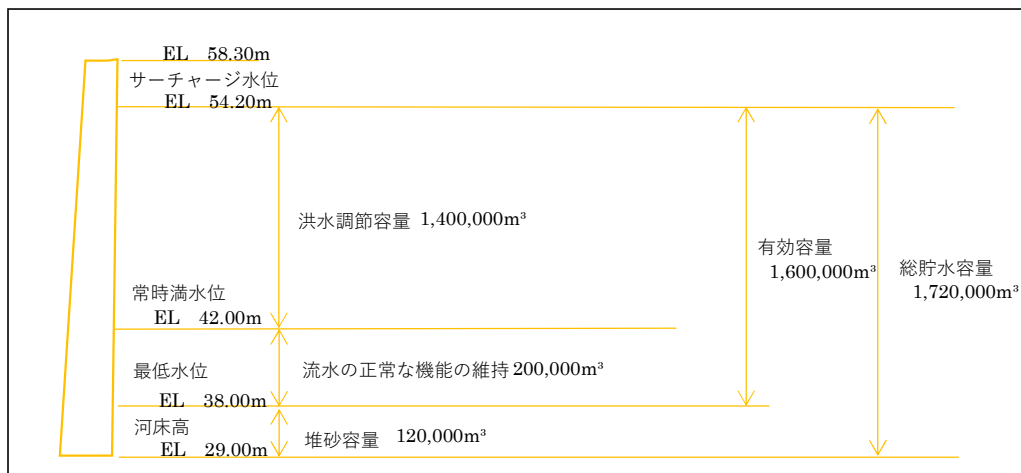 EL 58.30m
サーチャージ水位
EL 54.20m
洪水調節容量 1,400,000m³
有効容量
1,600,000m³
総貯水容量
1,720,000m³
常時満水位
EL 42.00m
最低水位
流水の正常な機能の維持 200,000m³
EL 38.00m
河床高
堆砂容量 120,000m³
EL 29.00m